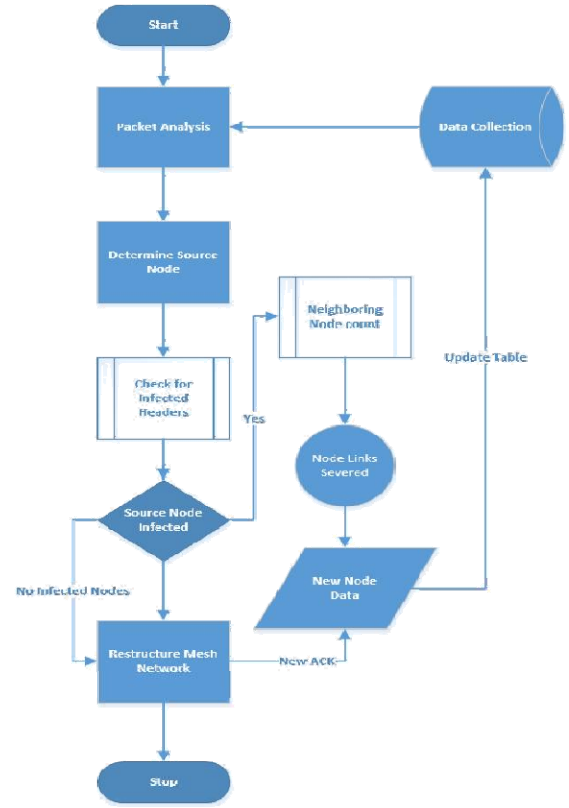 Start
Packet Analysis
Data Collection
Determine Source
Node
Neighboring
Node count
Update Table
Check for
Infected
Headers
Yes
Node Links
Severed
Source Node
Infected
No Infected Nodes
New Node
Data
Restructure Mesh
Network
New ACK
Stop